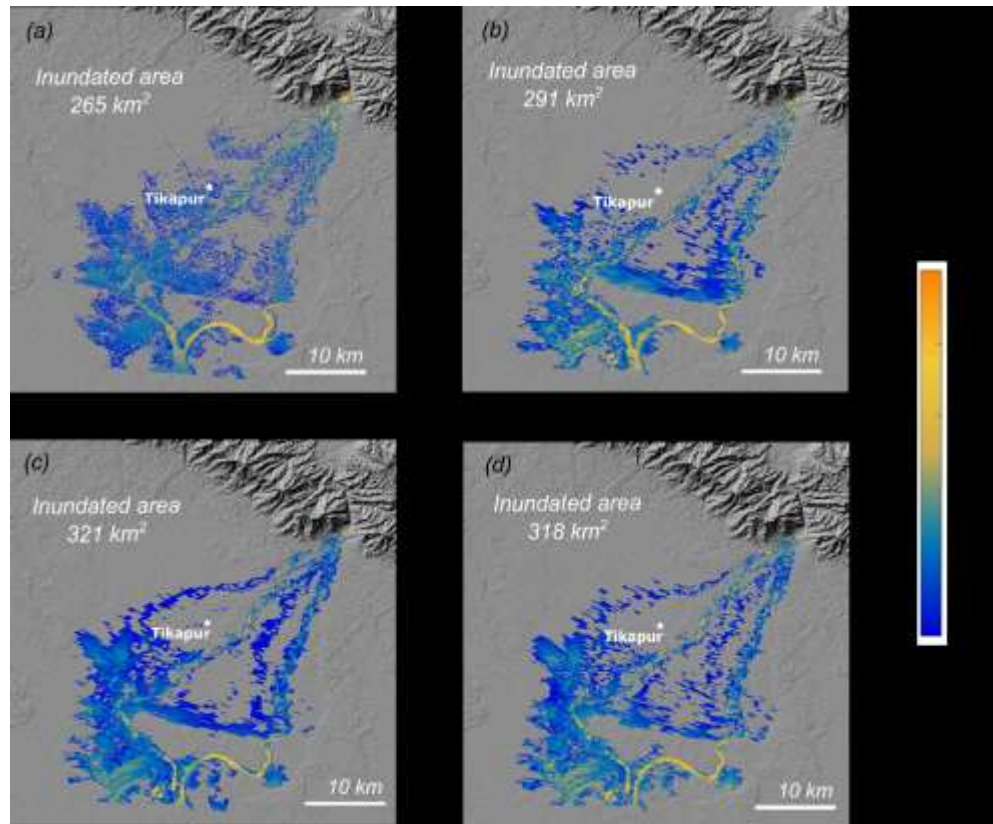 (a)
Inundated area
265 km²
Tikapur
10 km
(b)
Inundated area
291 km²
Tikapur
10 km
(c)
Inundated area
321 km²
Tikapur
10 km
(d)
Inundated area
318 km²
Tikapur
10 km